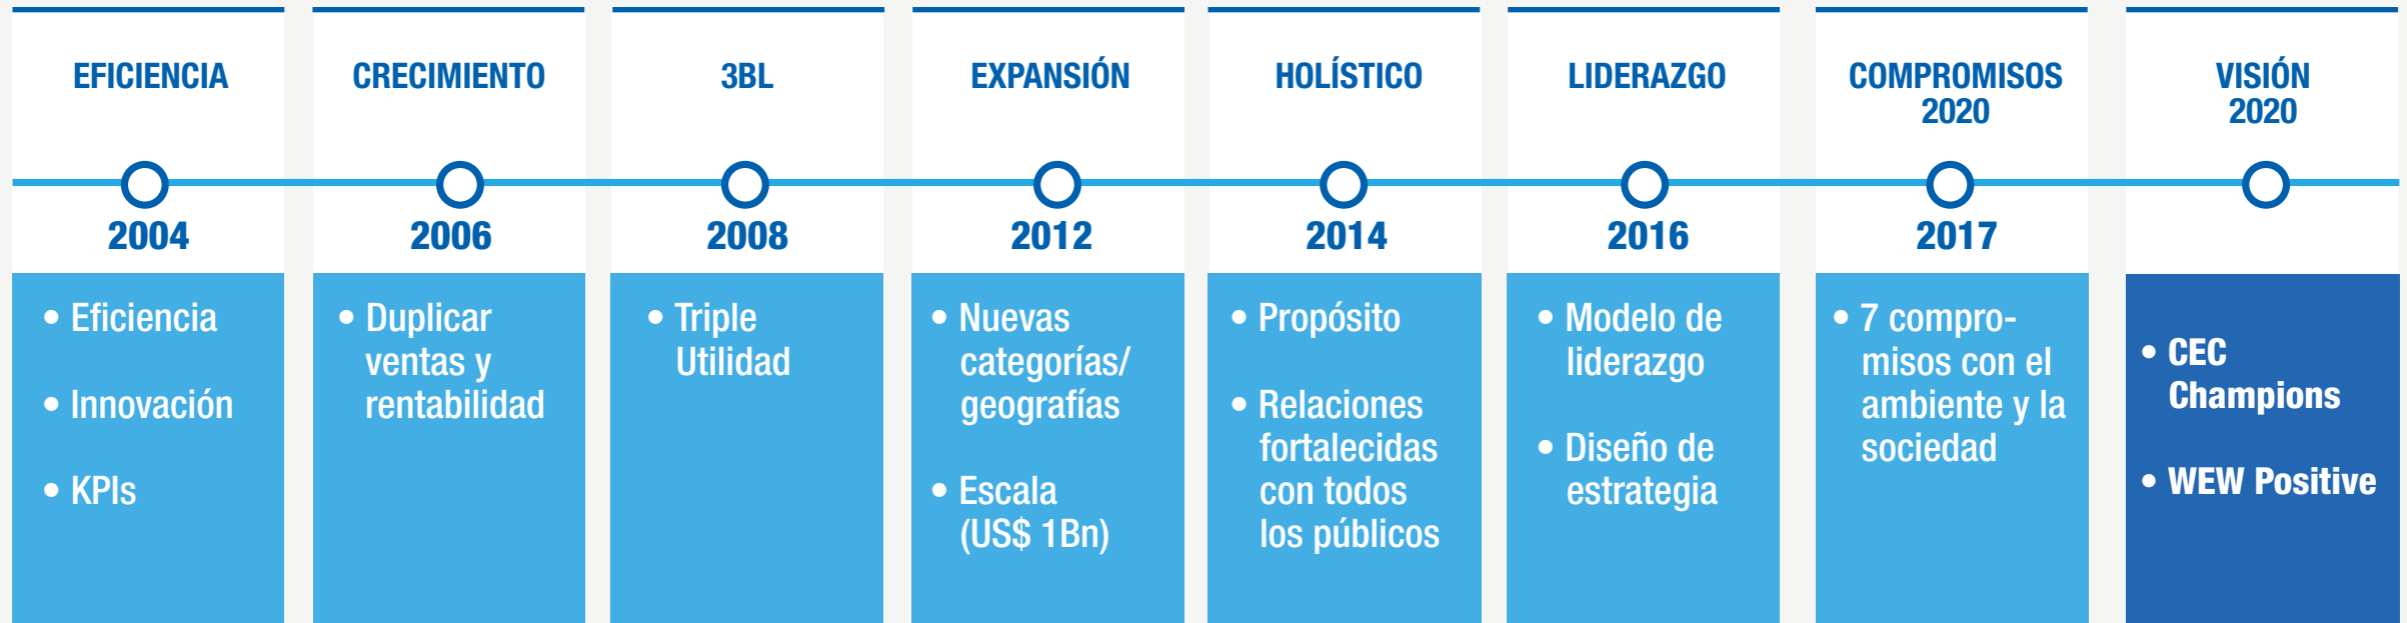 EFICIENCIA
2004
• Eficiencia
• Innovación
• KPIs
CRECIMIENTO
2006
• Duplicar
ventas y
rentabilidad
3BL
2008
• Triple
Utilidad
EXPANSIÓN
2012
• Nuevas
categorías/
geografías
• Escala
(US$ 1Bn)
HOLÍSTICO
2014
• Propósito
• Relaciones
fortalecidas
con todos
los públicos
LIDERAZGO
2016
• Modelo de
liderazgo
• Diseño de
estrategia
COMPROMISOS
2020
2017
• 7 compro-
misos con el
ambiente y la
sociedad
VISIÓN
2020
• CEC
Champions
• WEW Positive